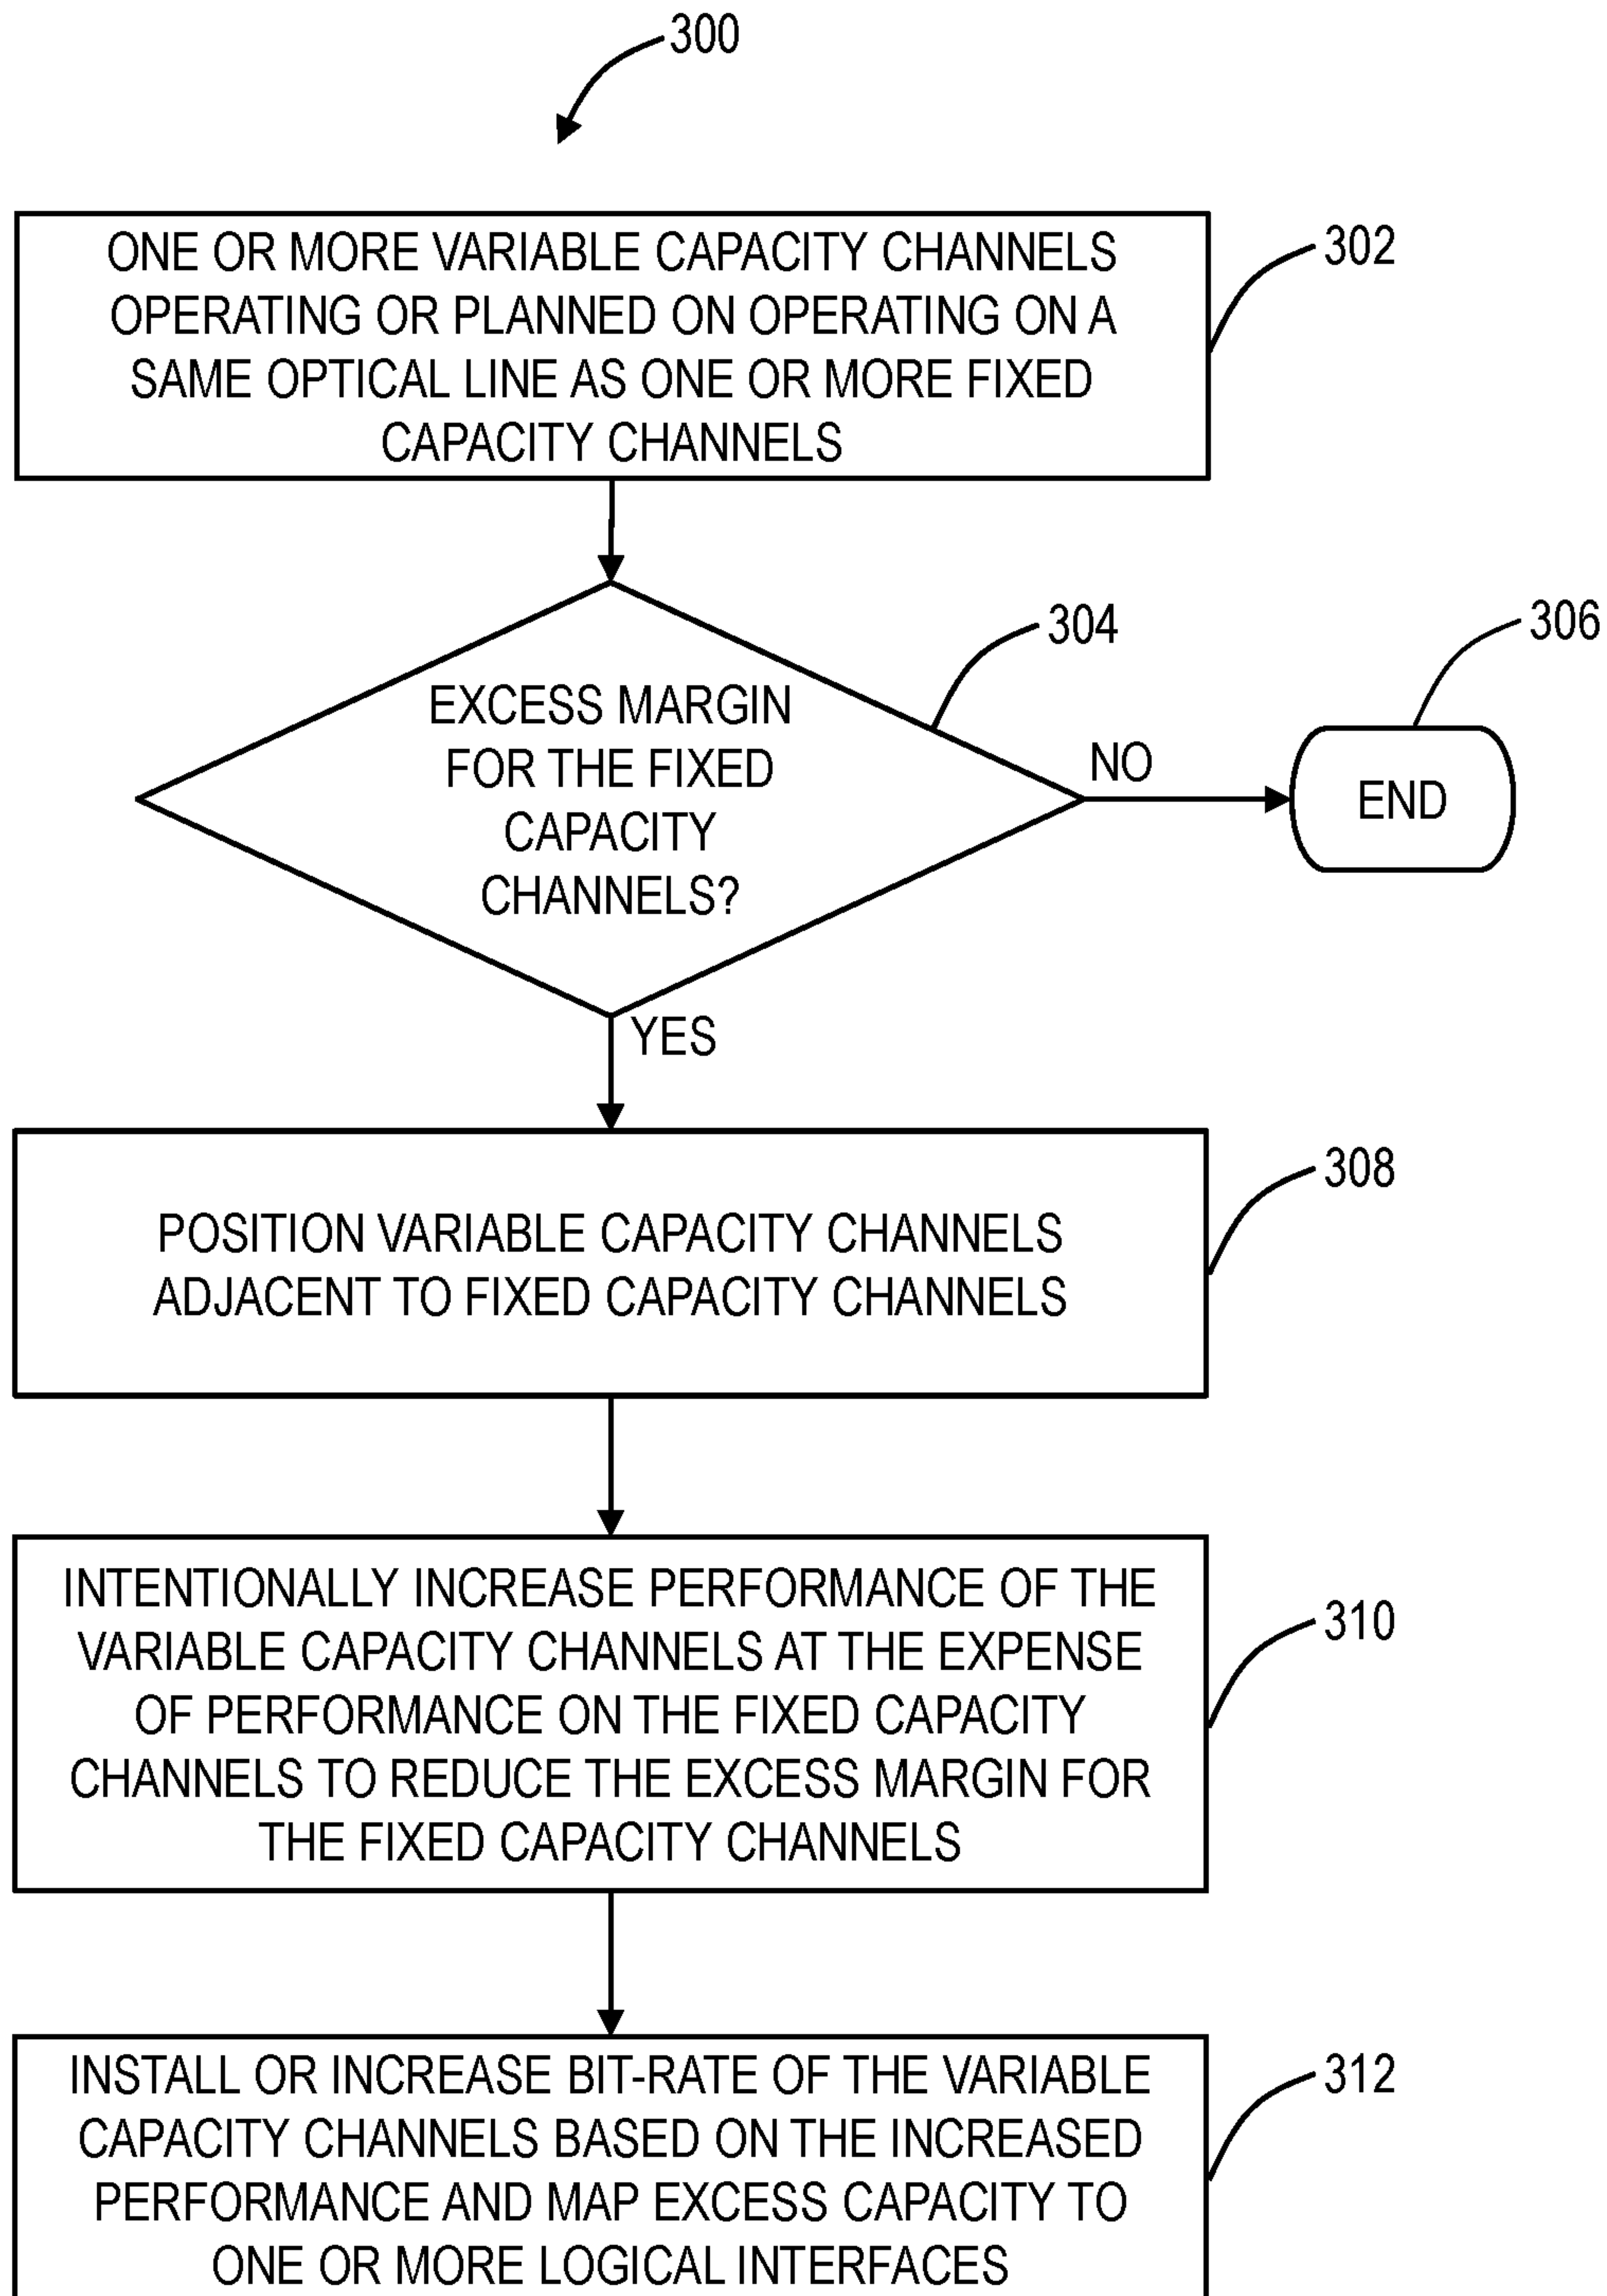 300
ONE OR MORE VARIABLE CAPACITY CHANNELS
OPERATING OR PLANNED ON OPERATING ON A
SAME OPTICAL LINE AS ONE OR MORE FIXED
CAPACITY CHANNELS
302
EXCESS MARGIN
FOR THE FIXED
CAPACITY
CHANNELS?
304
NO
306
END
YES
POSITION VARIABLE CAPACITY CHANNELS
ADJACENT TO FIXED CAPACITY CHANNELS
308
INTENTIONALLY INCREASE PERFORMANCE OF THE
VARIABLE CAPACITY CHANNELS AT THE EXPENSE
OF PERFORMANCE ON THE FIXED CAPACITY
CHANNELS TO REDUCE THE EXCESS MARGIN FOR
THE FIXED CAPACITY CHANNELS
310
INSTALL OR INCREASE BIT-RATE OF THE VARIABLE
CAPACITY CHANNELS BASED ON THE INCREASED
PERFORMANCE AND MAP EXCESS CAPACITY TO
ONE OR MORE LOGICAL INTERFACES
312